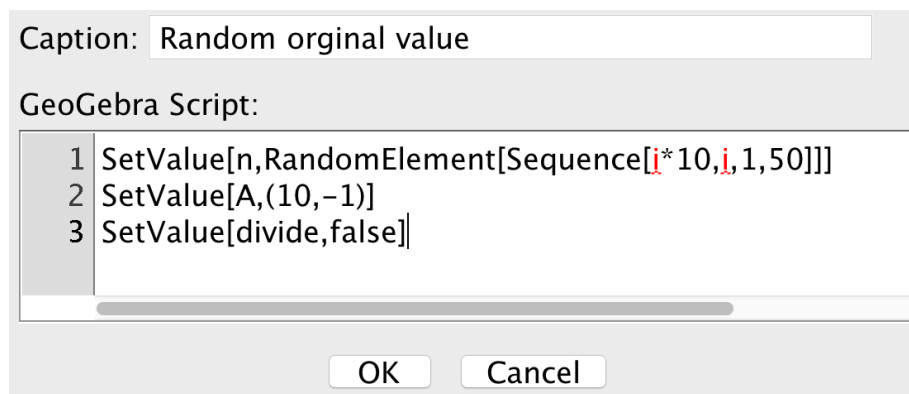 Caption: Random orginal value
GeoGebra Script:
1 SetValue[n,RandomElement[Sequence[i*10,i,1,50]]]
2 SetValue[A,(10,−1)]
3 SetValue[divide,false]
OK Cancel